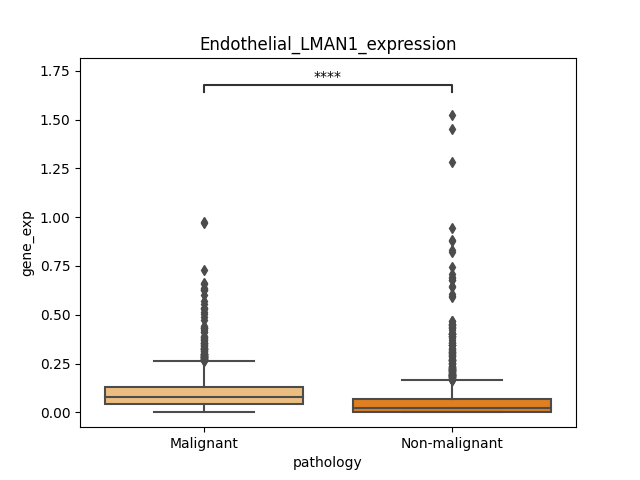 Endothelial_LMAN1_expression
****
1.75
1.50
1.25
1.00
0.75
0.50
0.25
0.00
gene_exp
Malignant
Non-malignant
pathology